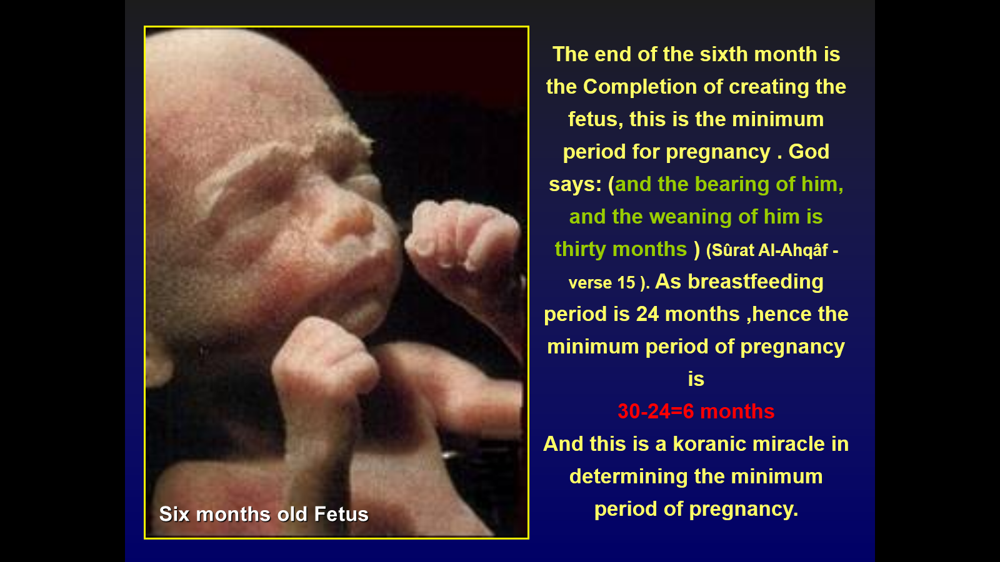 Six months old Fetus
The end of the sixth month is
the Completion of creating the
fetus, this is the minimum
period for pregnancy . God
says: (and the bearing of him,
and the weaning of him is
thirty months ) (Sûrat Al-Ahqâf -
verse 15 ). As breastfeeding
period is 24 months ,hence the
minimum period of pregnancy
is
30-24=6 months
And this is a koranic miracle in
determining the minimum
period of pregnancy.